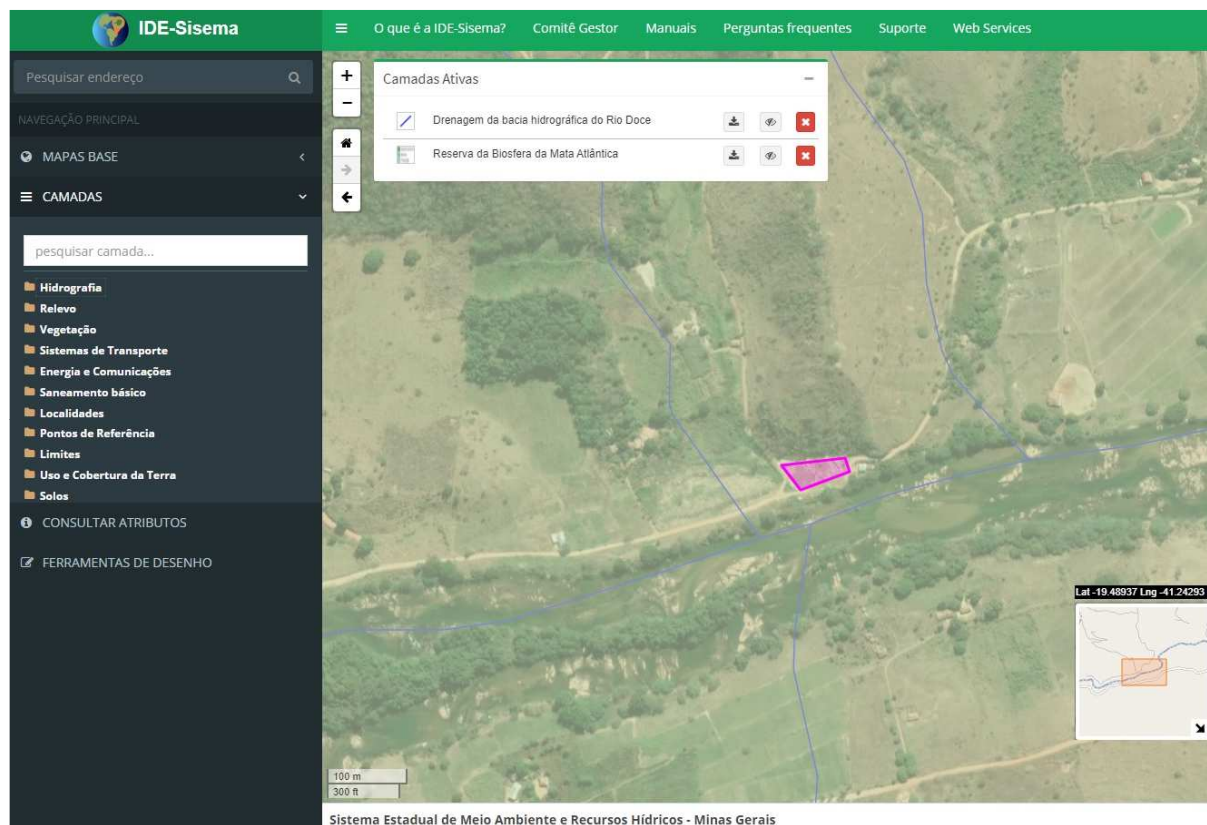 IDE-Sisema
O que é a IDE-Sisema? Comitê Gestor Manuais Perguntas frequentes Suporte Web Services
Pesquisar endereço
NAVEGAÇÃO PRINCIPAL
MAPAS BASE
CAMADAS
pesquisar camada...
Hidrografia
Relevo
Vegetação
Sistemas de Transporte
Energia e Comunicações
Saneamento básico
Localidades
Pontos de Referência
Limites
Uso e Cobertura da Terra
Solos
CONSULTAR ATRIBUTOS
FERRAMENTAS DE DESENHO
+
−
Camadas Ativas
Drenagem da bacia hidrográfica do Rio Doce
Reserva da Biosfera da Mata Atlântica
Lat -19.48937 Lng -41.24293
100 m
300 ft
Sistema Estadual de Meio Ambiente e Recursos Hídricos - Minas Gerais